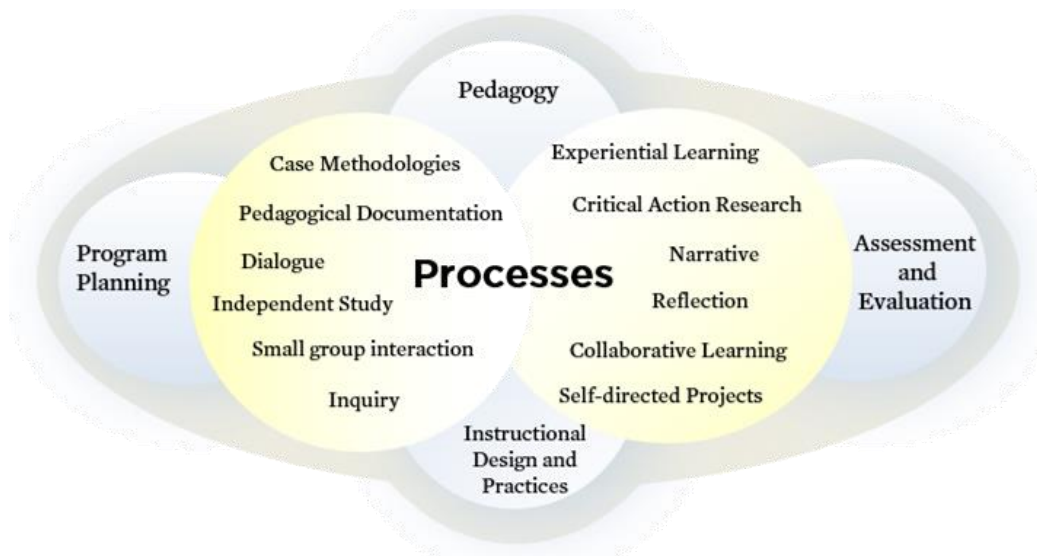 Pedagogy
Case Methodologies
Pedagogical Documentation
Dialogue
Independent Study
Small group interaction
Inquiry
Processes
Experiential Learning
Critical Action Research
Narrative
Reflection
Collaborative Learning
Self-directed Projects
Program
Planning
Assessment
and
Evaluation
Instructional
Design and
Practices